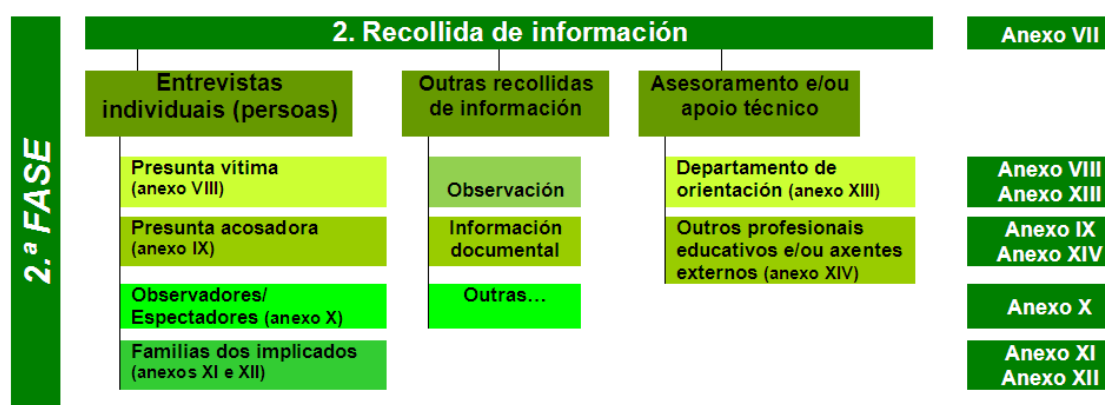 2.ª FASE
2. Recollida de información
Anexo VII
Entrevistas
individuais (persoas)
Outras recollidas
de información
Asesoramento e/ou
apoio técnico
Presunta vítima
(anexo VIII)
Observación
Departamento de
orientación (anexo XIII)
Anexo VIII
Anexo XIII
Presunta acosadora
(anexo IX)
Información
documental
Outros profesionais
educativos e/ou axentes
externos (anexo XIV)
Anexo IX
Anexo XIV
Observadores/
Espectadores (anexo X)
Outras...
Anexo X
Familias dos implicados
(anexos XI e XII)
Anexo XI
Anexo XII